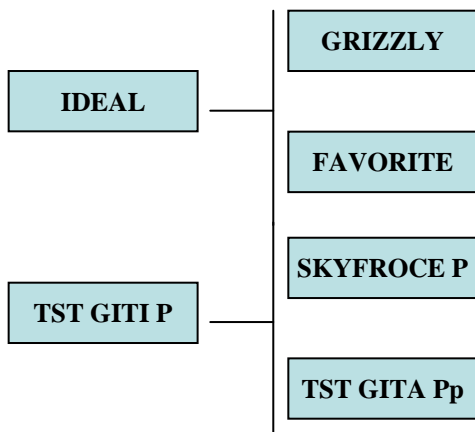 GRIZZLY
IDEAL
FAVORITE
SKYFROCE P
TST GITI P
TST GITA Pp